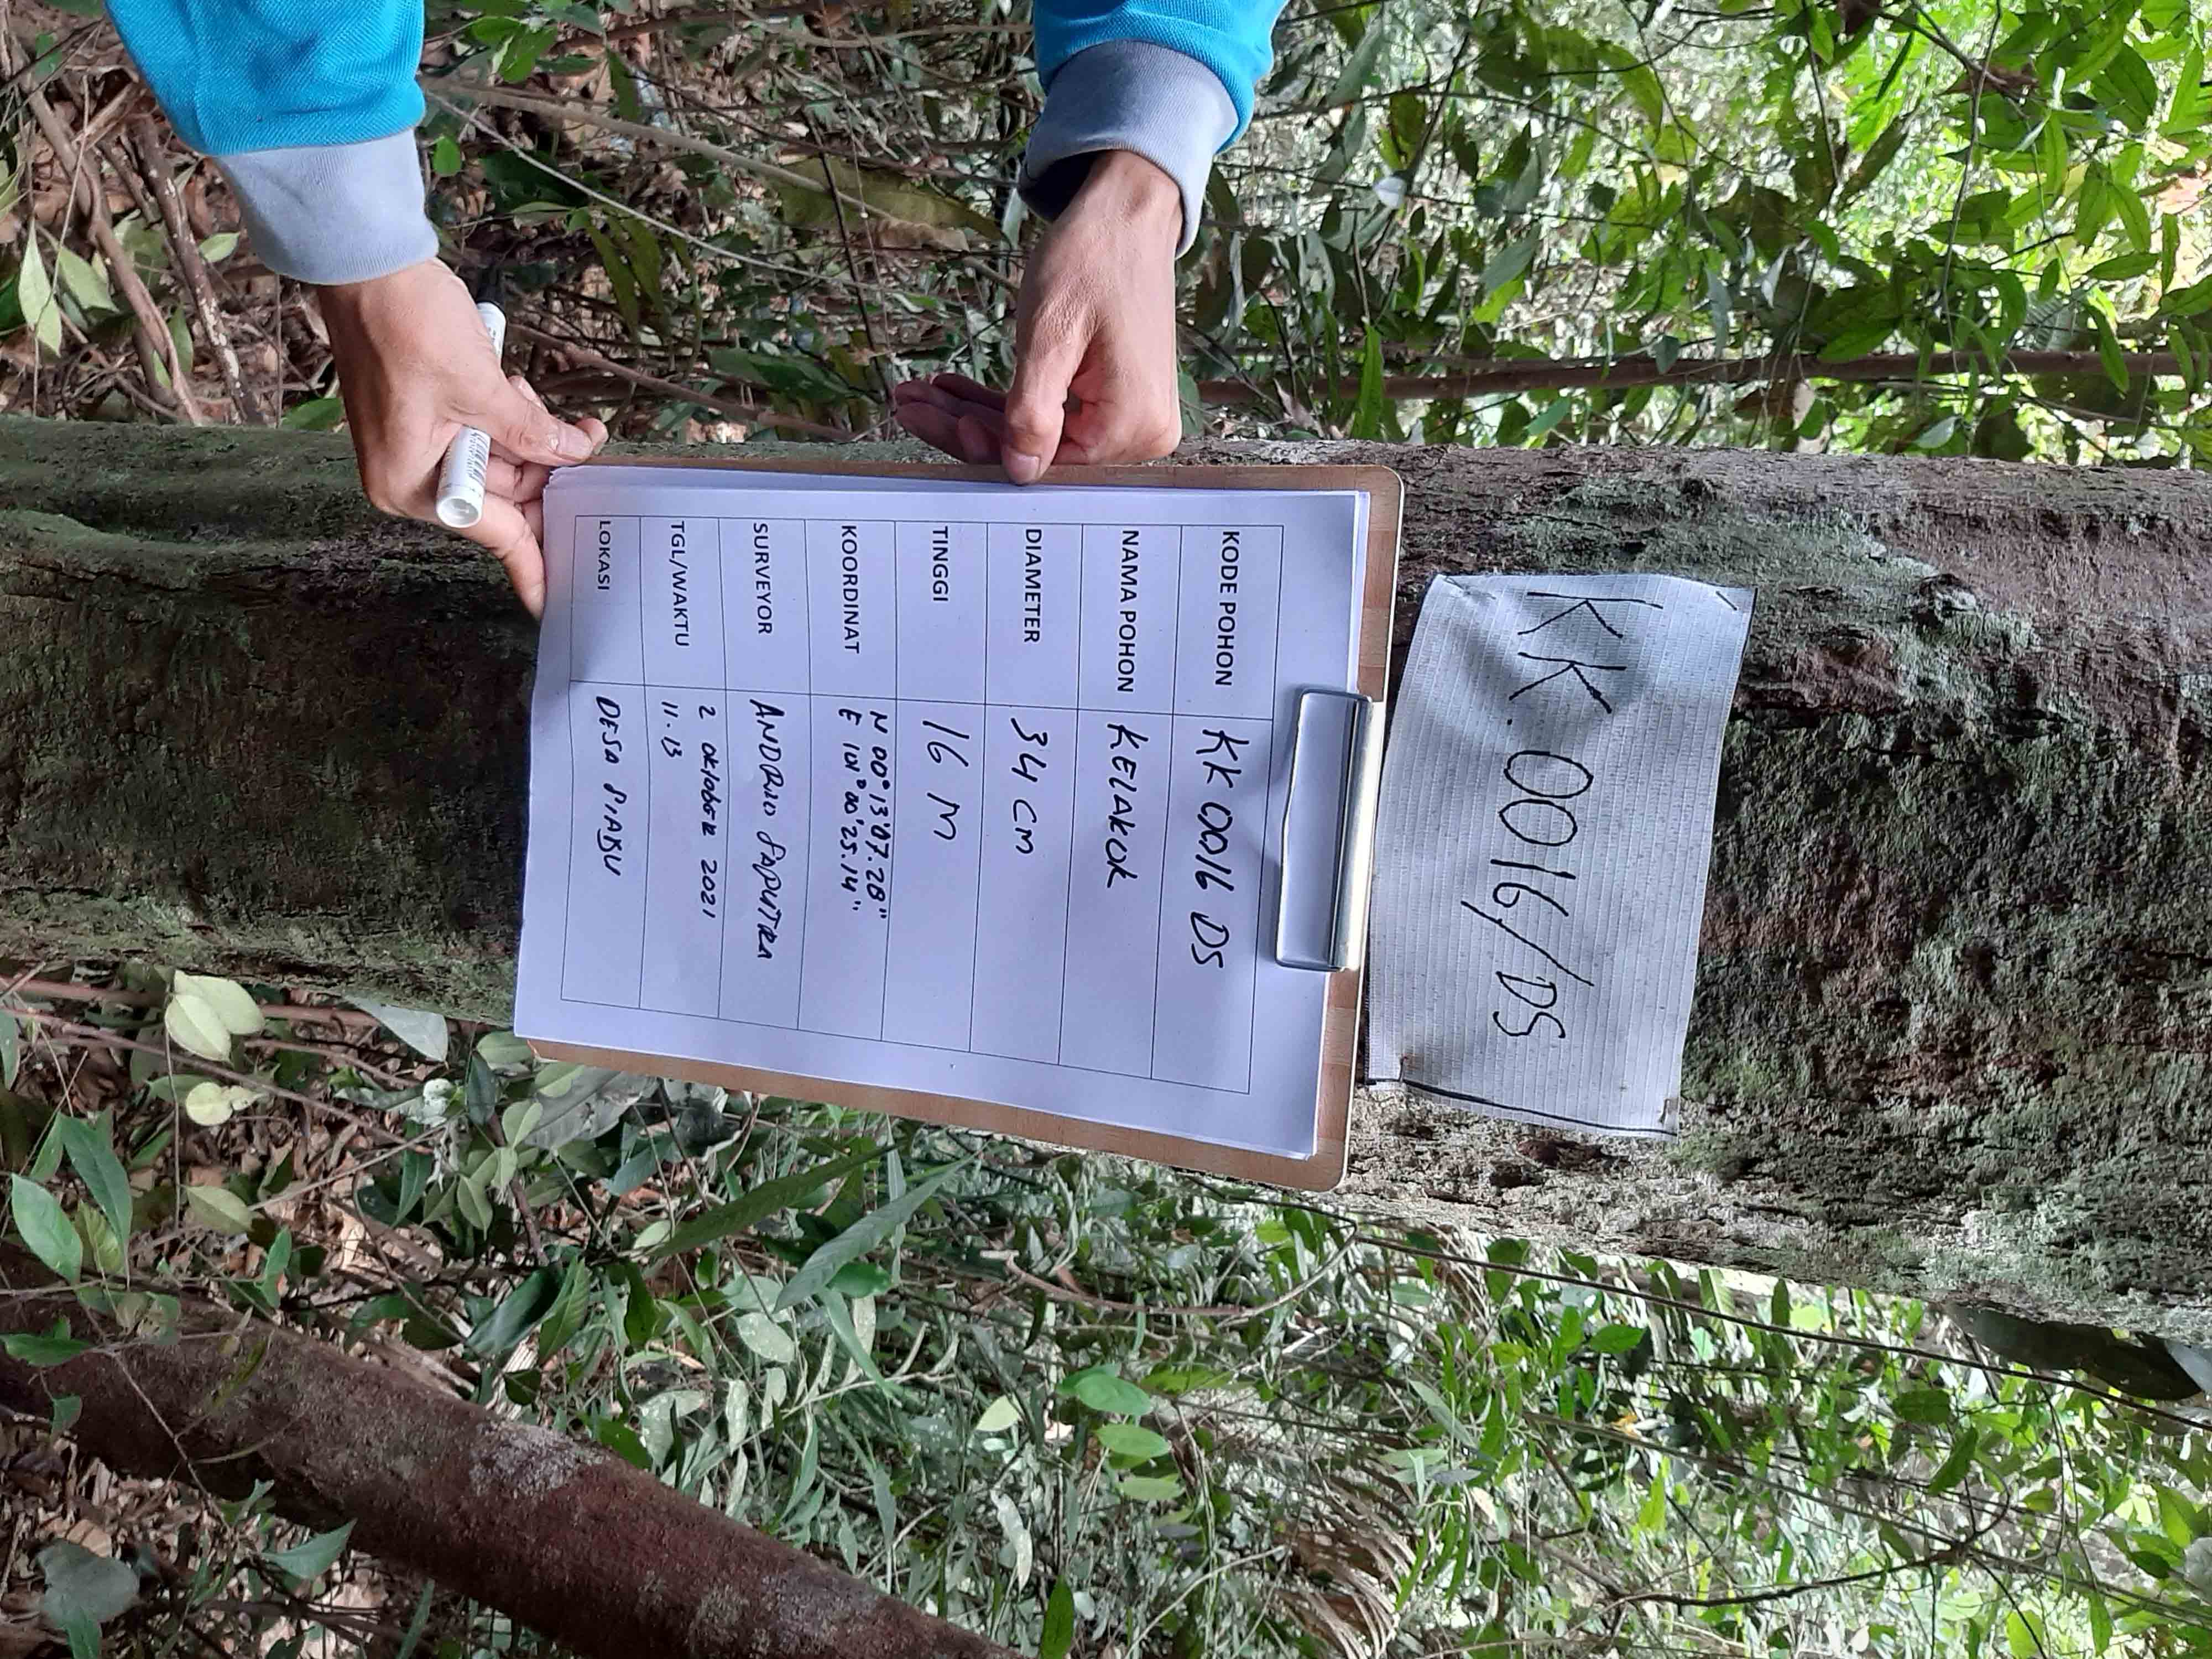 KK.0016/DS
KODE POHON KK 0016 DS
NAMA POHON KELAKOK
DIAMETER 34 CM
TINGGI 16 M
KOORDINAT N 00° 13'07.28"
E 101° 00'25.14"
SURVEYOR ANDRIO SAPUTRA
TGL/WAKTU 2 OKTOBER 2021
11.13
LOKASI DESA SIABU